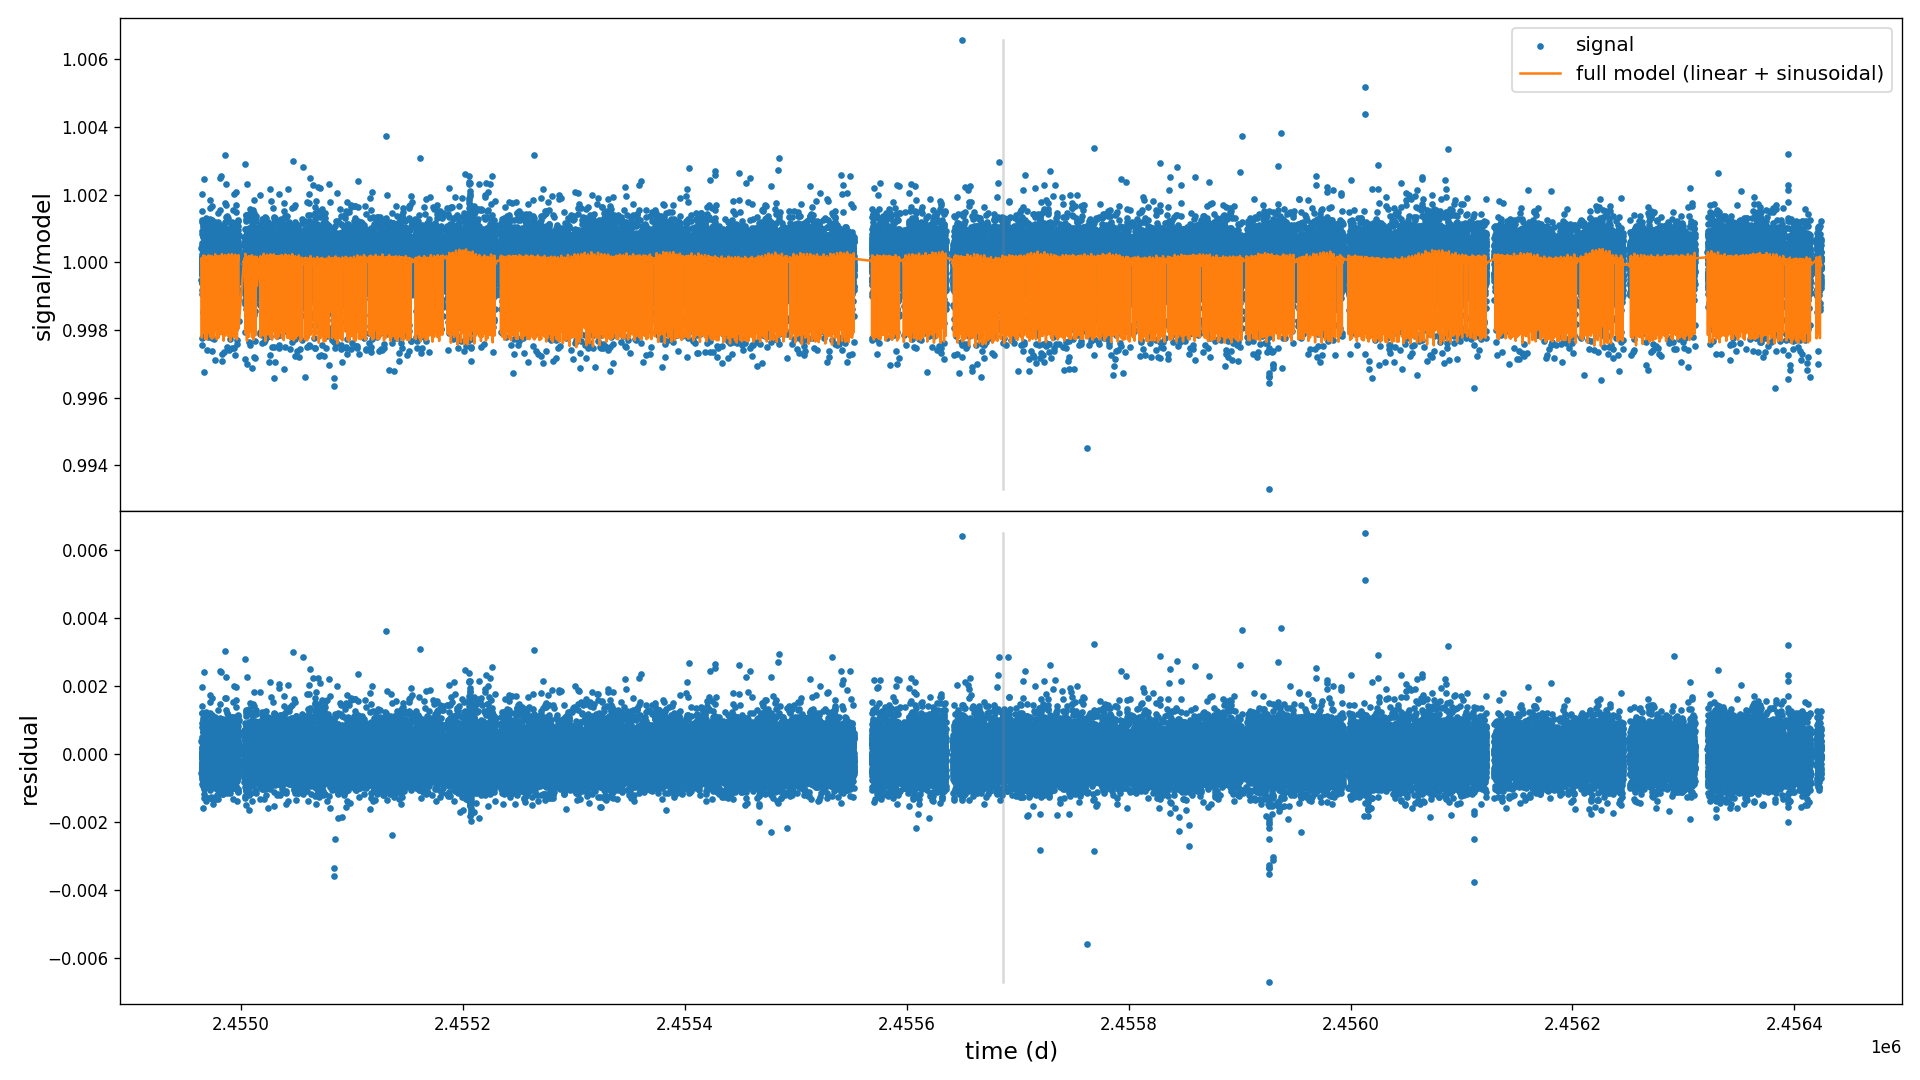 signal
full model (linear + sinusoidal)
signal/model
1.006
1.004
1.002
1.000
0.998
0.996
0.994
residual
0.006
0.004
0.002
0.000
−0.002
−0.004
−0.006
2.4550 2.4552 2.4554 2.4556 2.4558 2.4560 2.4562 2.4564
time (d)
1e6